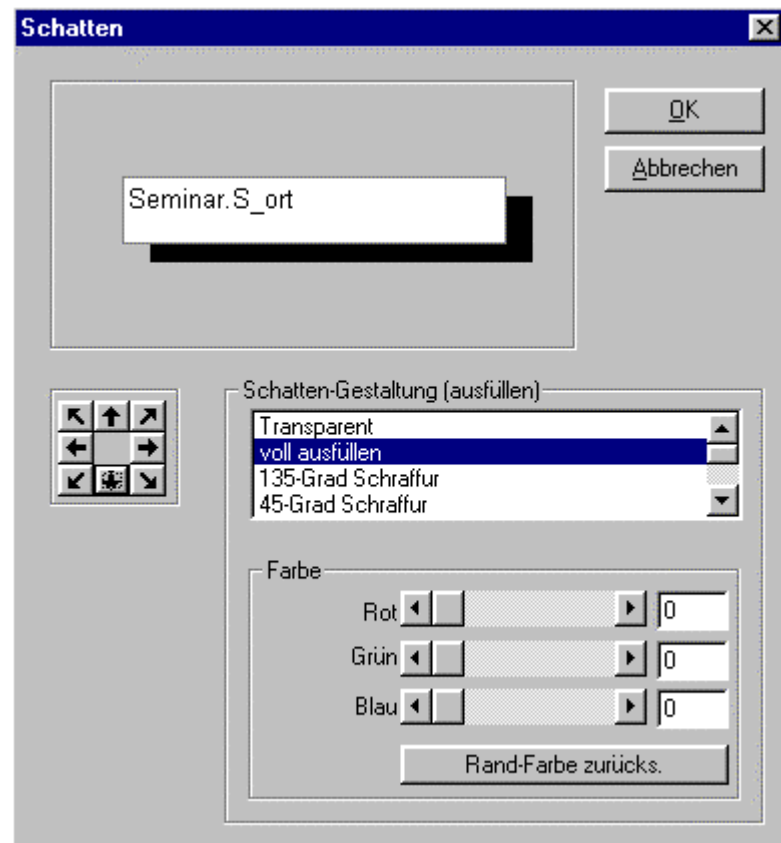 Schatten
OK
Abbrechen
Seminar.S_ort
Schatten-Gestaltung (ausfüllen)
Transparent
voll ausfüllen
135-Grad Schraffur
45-Grad Schraffur
Farbe
Rot 0
Grün 0
Blau 0
Rand-Farbe zurücks.